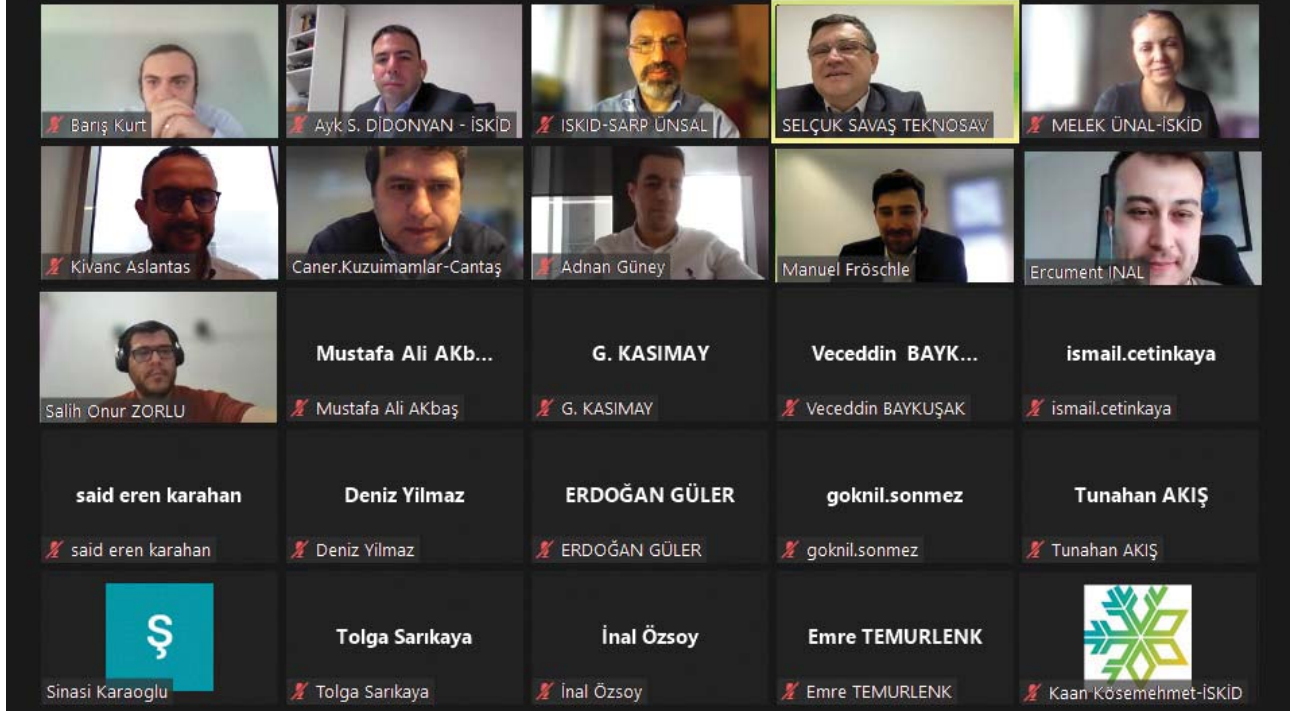 Barış Kurt
Ayk S. DİDONYAN - İSKİD
ISKID-SARP ÜNSAL
SELÇUK SAVAŞ TEKNOSAV
MELEK ÜNAL-İSKİD
Kivanc Aslantas
Caner.Kuzuimamlar-Cantaş
Adnan Güney
Manuel Fröschle
Ercument INAL
Salih Onur ZORLU
Mustafa Ali AKb...
Mustafa Ali AKbaş
G. KASIMAY
G. KASIMAY
Veceddin BAYK...
Veceddin BAYKUŞAK
ismail.cetinkaya
ismail.cetinkaya
said eren karahan
said eren karahan
Deniz Yilmaz
Deniz Yilmaz
ERDOĞAN GÜLER
ERDOĞAN GÜLER
goknil.sonmez
goknil.sonmez
Tunahan AKIŞ
Tunahan AKIŞ
Ş
Sinasi Karaoglu
Tolga Sarıkaya
Tolga Sarıkaya
İnal Özsoy
İnal Özsoy
Emre TEMURLENK
Emre TEMURLENK
Kaan Kösemehmet-İSKİD